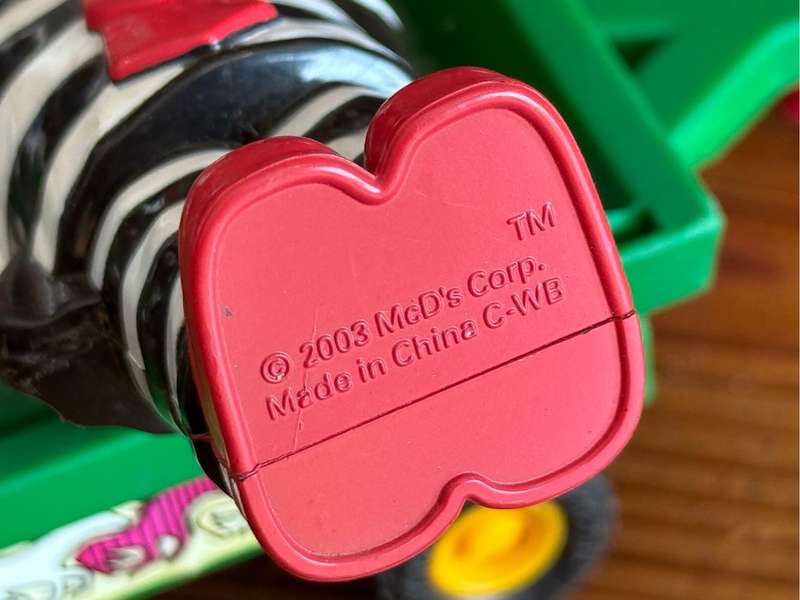 TM
© 2003 McD's Corp.
Made in China C-WB